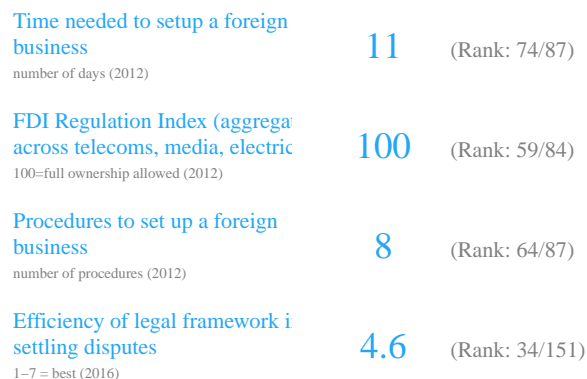 Time needed to setup a foreign
business
11 (Rank: 74/87)
number of days (2012)
FDI Regulation Index (aggrega
across telecoms, media, electric
100 (Rank: 59/84)
100=full ownership allowed (2012)
Procedures to set up a foreign
business
8 (Rank: 64/87)
number of procedures (2012)
Efficiency of legal framework i
settling disputes
4.6 (Rank: 34/151)
1–7 = best (2016)